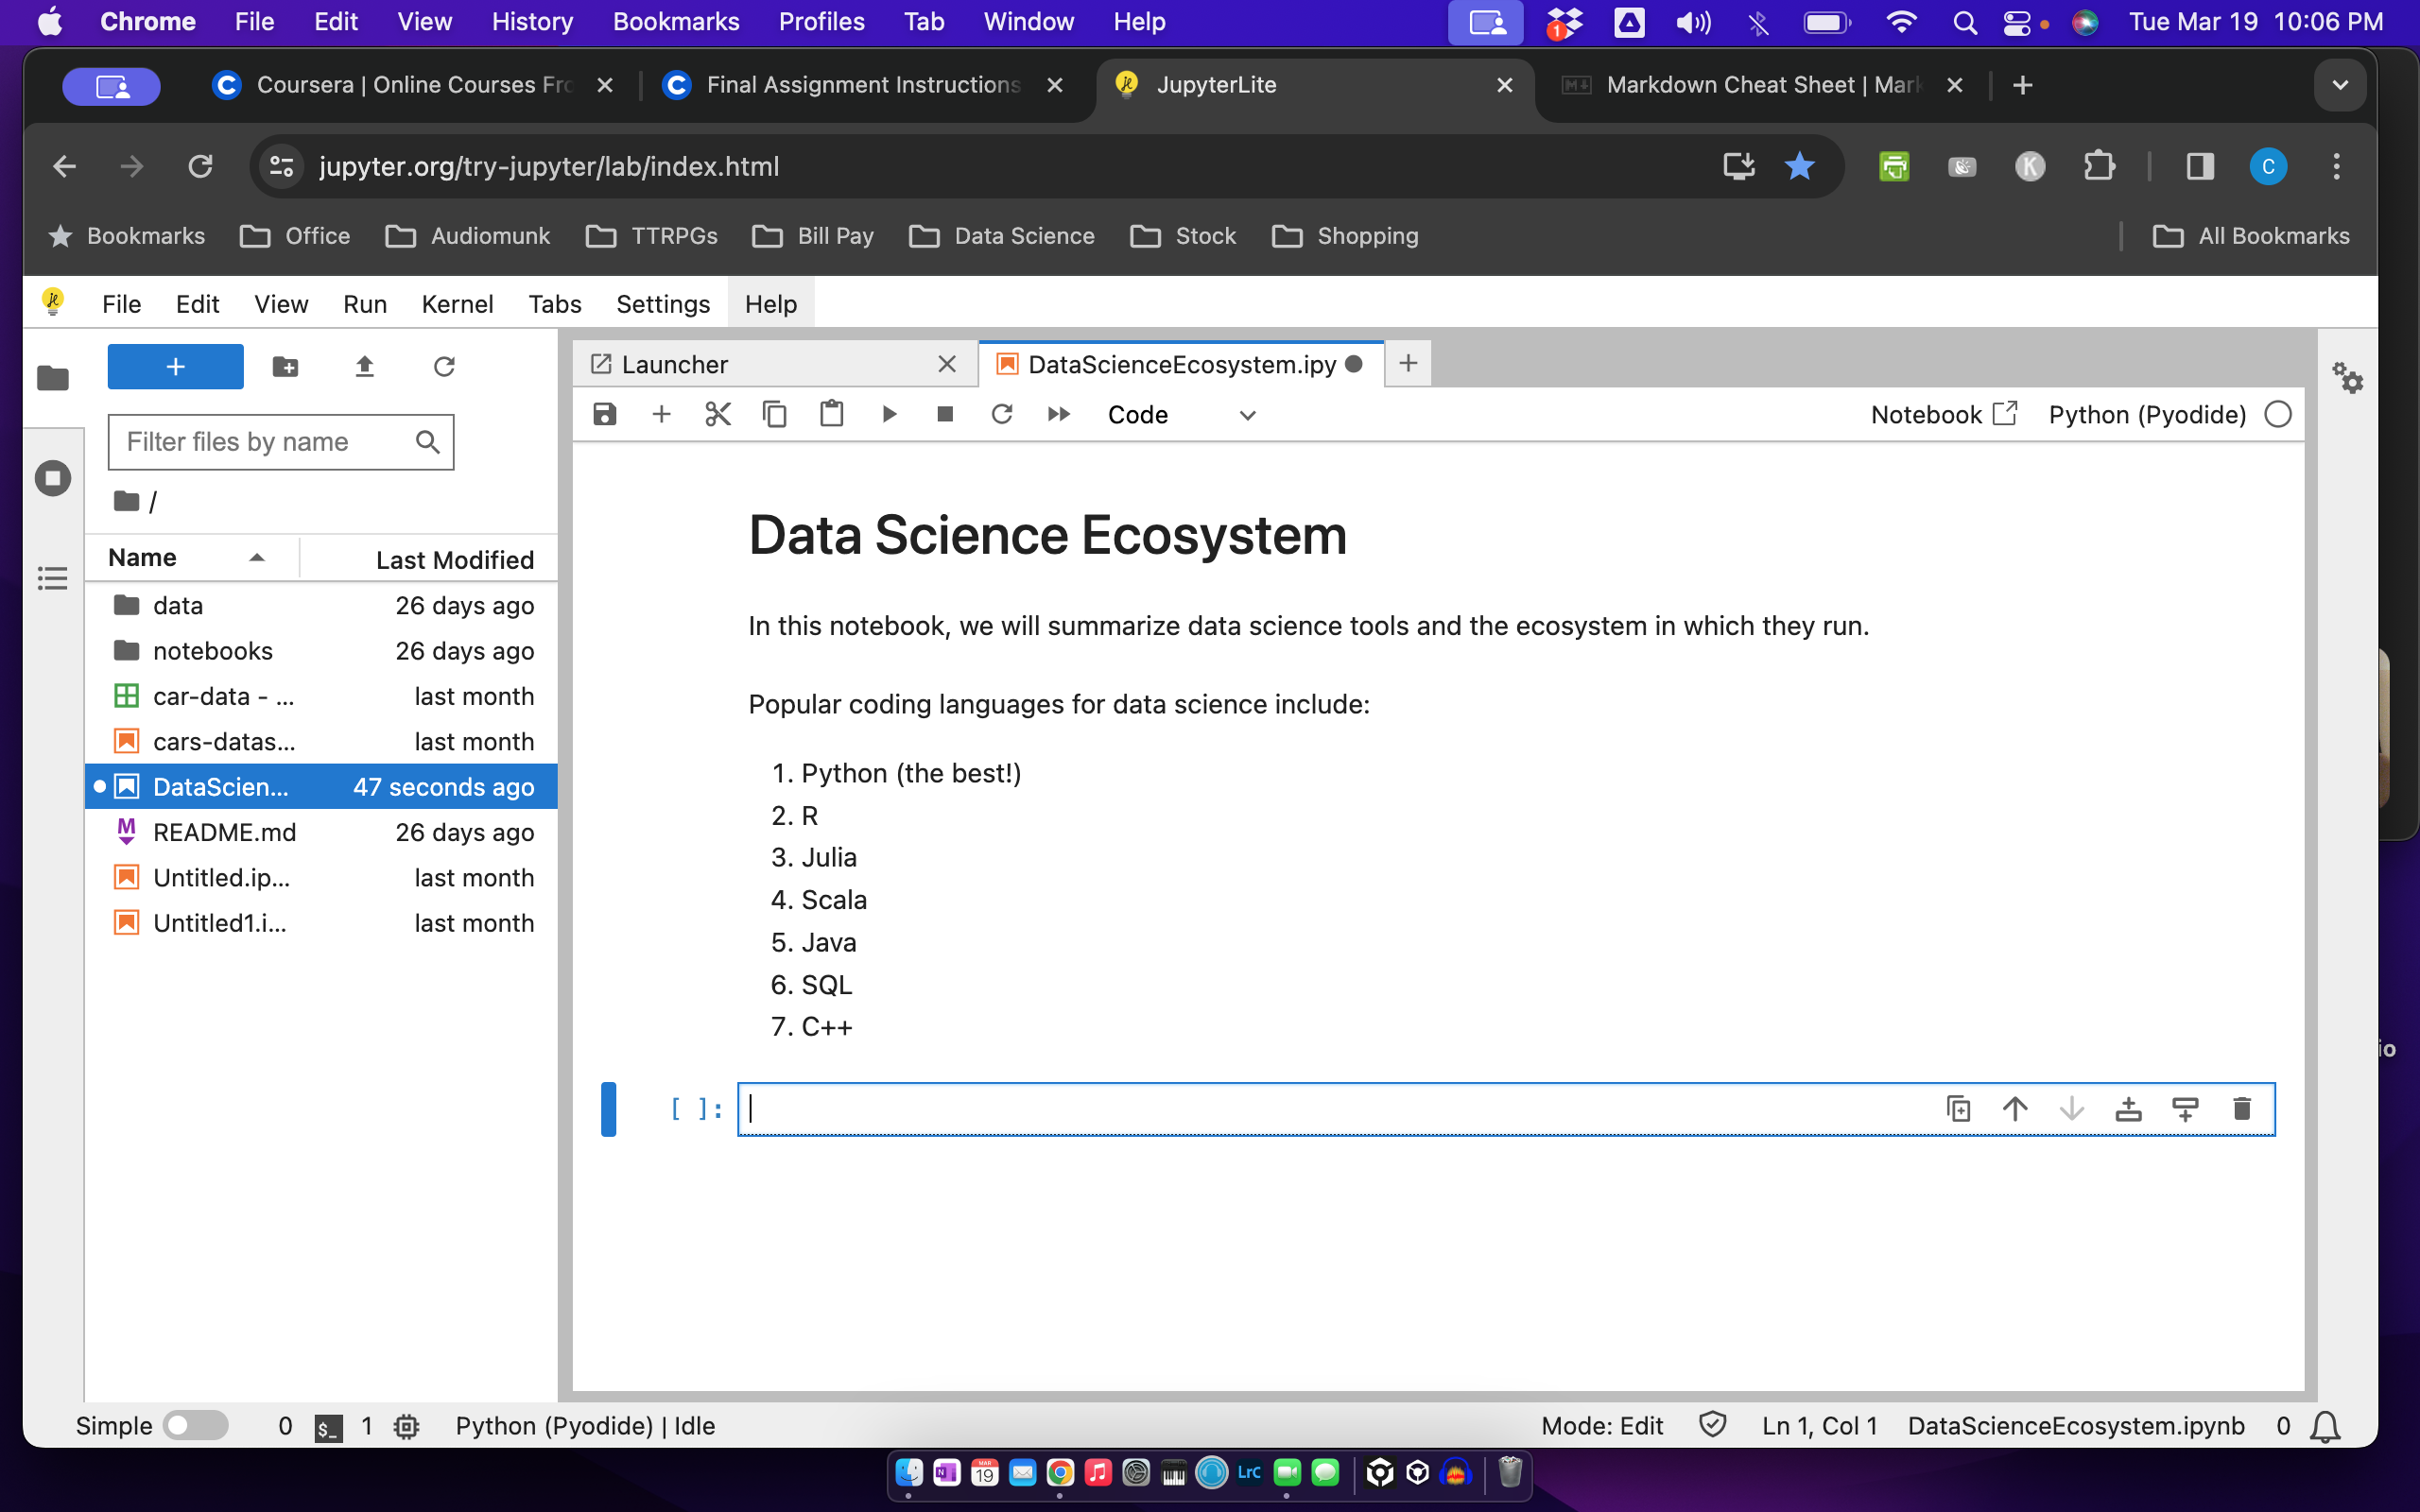 Chrome File Edit View History Bookmarks Profiles Tab Window Help 1 Tue Mar 19 10:06 PM
Coursera | Online Courses Fro
Final Assignment Instructions
JupyterLite
Markdown Cheat Sheet | Mark
jupyter.org/try-jupyter/lab/index.html K C
Bookmarks Office Audiomunk TTRPGs Bill Pay Data Science Stock Shopping All Bookmarks
File Edit View Run Kernel Tabs Settings Help
+
Filter files by name
/
Name Last Modified
data 26 days ago
notebooks 26 days ago
car-data - ... last month
cars-datas... last month
DataScien... 47 seconds ago
README.md 26 days ago
Untitled.ip... last month
Untitled1.i... last month
Launcher DataScienceEcosystem.ipy
Code Notebook Python (Pyodide)
Data Science Ecosystem
In this notebook, we will summarize data science tools and the ecosystem in which they run.
Popular coding languages for data science include:
1. Python (the best!)
2. R
3. Julia
4. Scala
5. Java
6. SQL
7. C++
[ ]:
io
Simple 0 $_ 1 Python (Pyodide) | Idle Mode: Edit Ln 1, Col 1 DataScienceEcosystem.ipynb 0
MAR 19 LrC